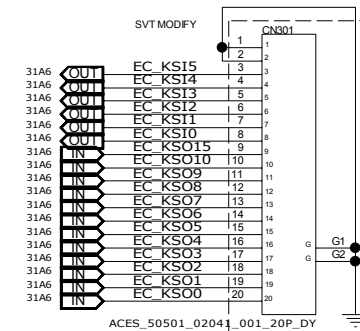 SVT MODIFY
CN301
1 1
2 2
31A6 OUT EC_KSI5 3 3
31A6 OUT EC_KSI4 4 4
31A6 OUT EC_KSI3 5 5
31A6 OUT EC_KSI2 6 6
31A6 OUT EC_KSI1 7 7
31A6 OUT EC_KSI0 8 8
31A6 IN EC_KSO15 9 9
31A6 IN EC_KSO10 10 10
31A6 IN EC_KSO9 11 11
31A6 IN EC_KSO8 12 12
31A6 IN EC_KSO7 13 13
31A6 IN EC_KSO6 14 14
31A6 IN EC_KSO5 15 15
31A6 IN EC_KSO4 16 16 G G1
31A6 IN EC_KSO3 17 17 G G2
31A6 IN EC_KSO2 18 18
31A6 IN EC_KSO1 19 19
31A6 IN EC_KSO0 20 20
ACES_50501_02041_001_20P_DY